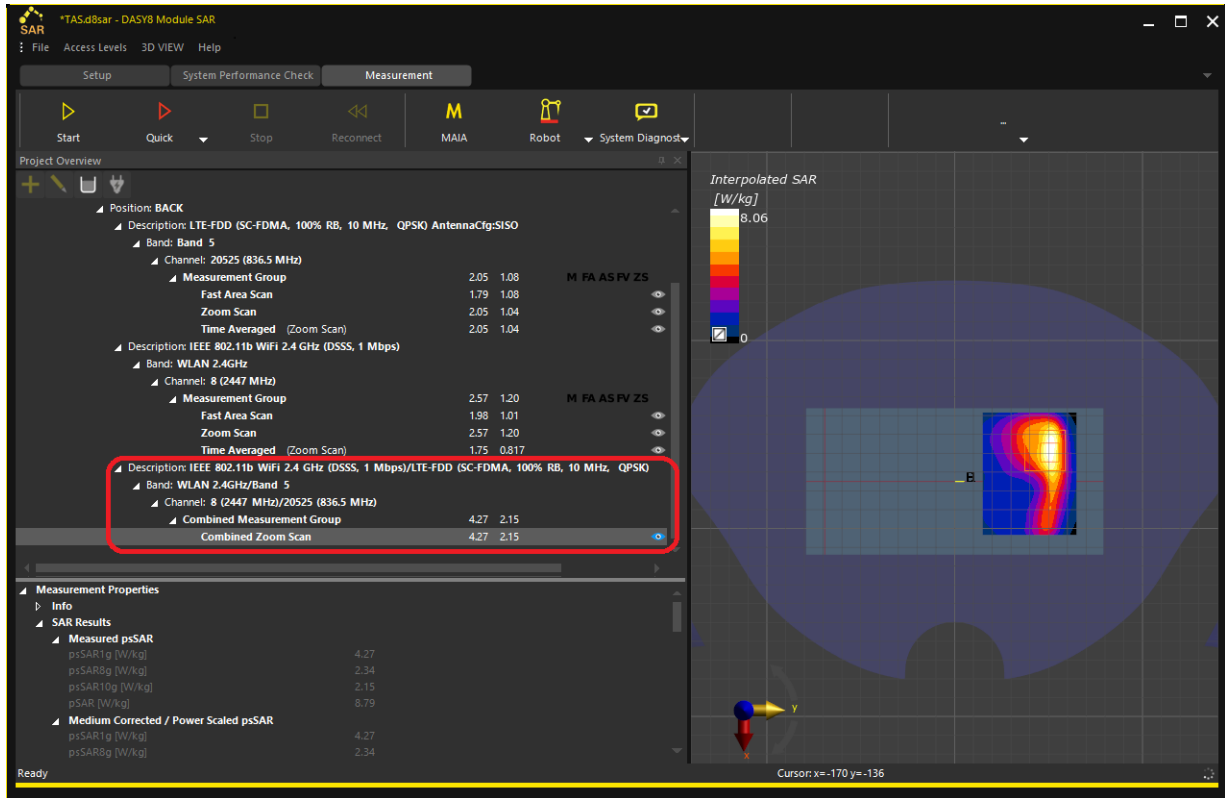 SAR *TAS.d8sar - DASY8 Module SAR
File Access Levels 3D VIEW Help
Setup System Performance Check Measurement
Start Quick Stop Reconnect M MAIA Robot System Diagnost
Project Overview
Position: BACK
Description: LTE-FDD (SC-FDMA, 100% RB, 10 MHz, QPSK) AntennaCfg:SISO
Band: Band 5
Channel: 20525 (836.5 MHz)
Measurement Group 2.05 1.08 M FA AS FV ZS
Fast Area Scan 1.79 1.08
Zoom Scan 2.05 1.04
Time Averaged (Zoom Scan) 2.05 1.04
Description: IEEE 802.11b WiFi 2.4 GHz (DSSS, 1 Mbps)
Band: WLAN 2.4GHz
Channel: 8 (2447 MHz)
Measurement Group 2.57 1.20 M FA AS FV ZS
Fast Area Scan 1.98 1.01
Zoom Scan 2.57 1.20
Time Averaged (Zoom Scan) 1.75 0.817
Description: IEEE 802.11b WiFi 2.4 GHz (DSSS, 1 Mbps)/LTE-FDD (SC-FDMA, 100% RB, 10 MHz, QPSK)
Band: WLAN 2.4GHz/Band 5
Channel: 8 (2447 MHz)/20525 (836.5 MHz)
Combined Measurement Group 4.27 2.15
Combined Zoom Scan 4.27 2.15
Measurement Properties
Info
SAR Results
Measured psSAR
psSAR1g [W/kg] 4.27
psSAR8g [W/kg] 2.34
psSAR10g [W/kg] 2.15
pSAR [W/kg] 8.79
Medium Corrected / Power Scaled psSAR
psSAR1g [W/kg] 4.27
psSAR8g [W/kg] 2.34
Interpolated SAR
[W/kg]
8.06
0
y
x
Ready Cursor: x=-170 y=-136